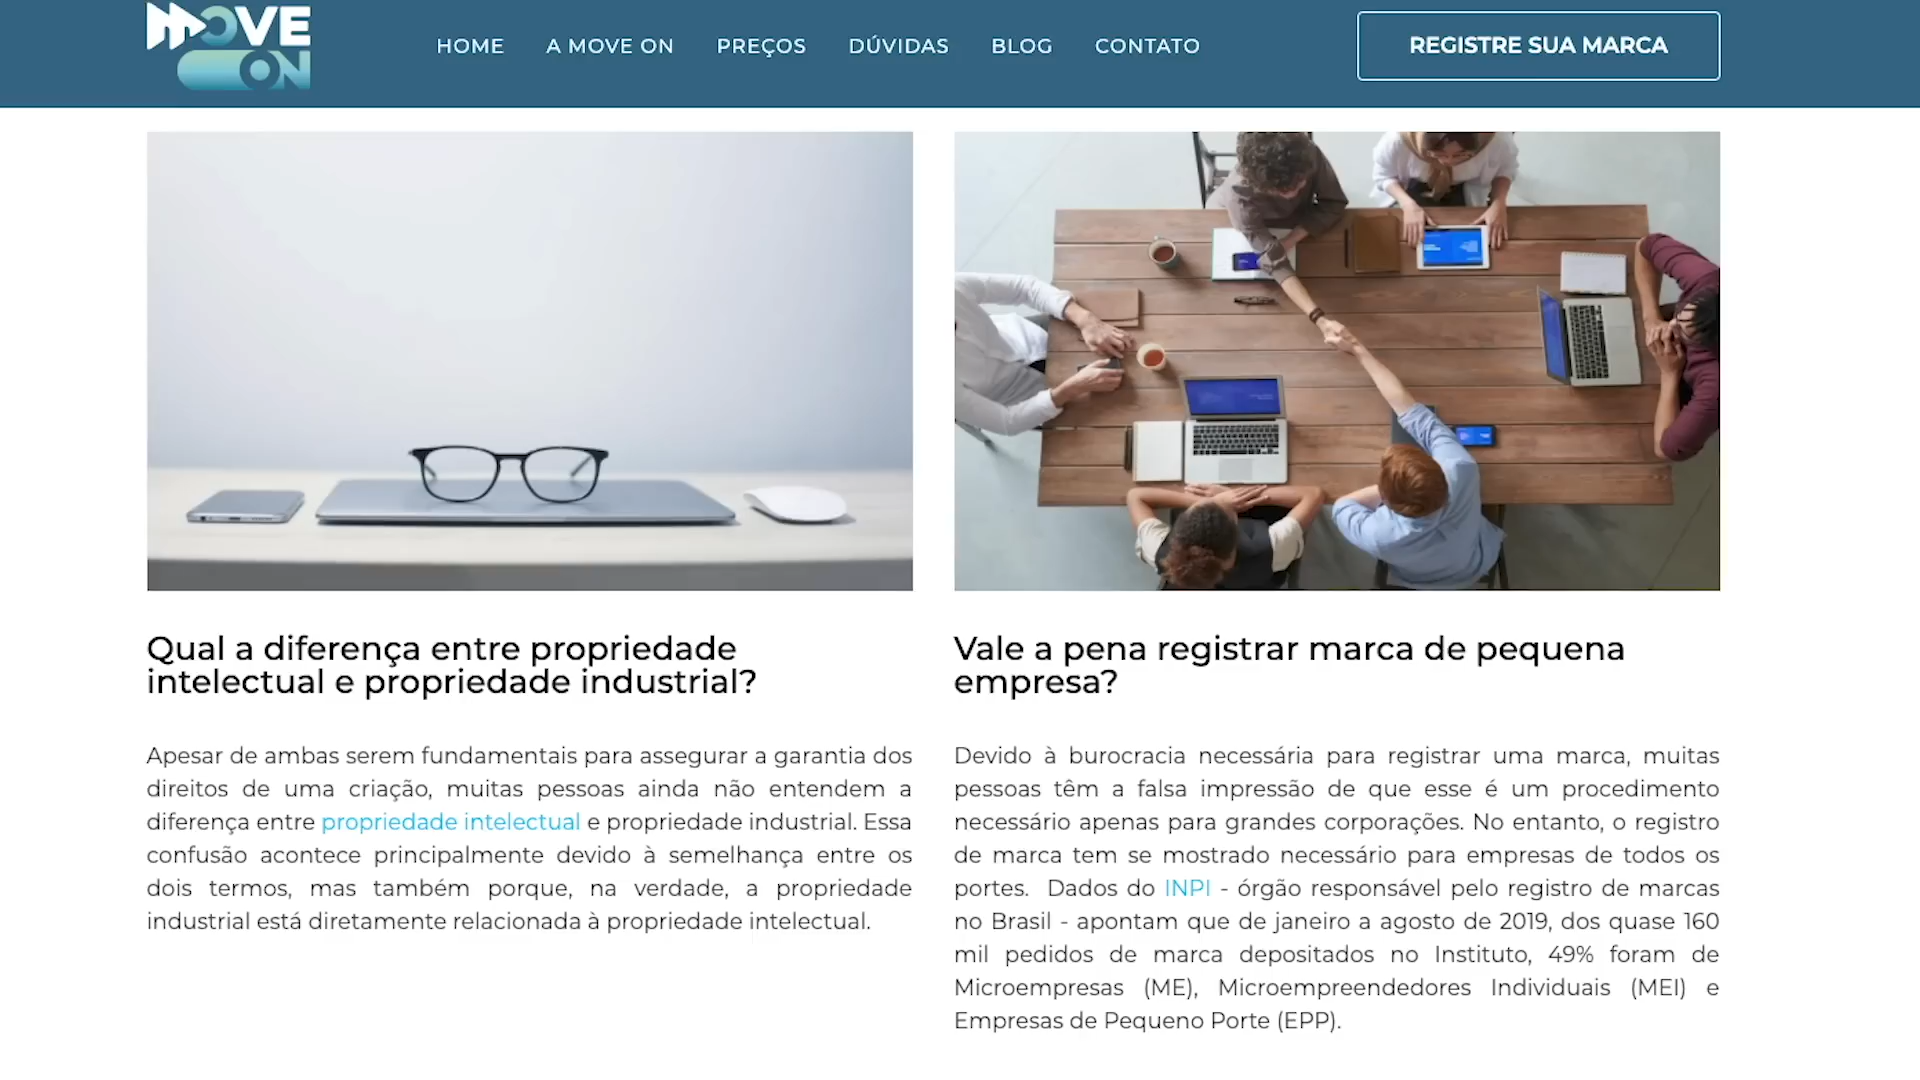 MOVE
ON
HOME
A MOVE ON
PREÇOS
DÚVIDAS
BLOG
CONTATO
REGISTRE SUA MARCA
Qual a diferença entre propriedade
intelectual e propriedade industrial?
Apesar de ambas serem fundamentais para assegurar a garantia dos
direitos de uma criação, muitas pessoas ainda não entendem a
diferença entre propriedade intelectual e propriedade industrial. Essa
confusão acontece principalmente devido à semelhança entre os
dois termos, mas também porque, na verdade, a propriedade
industrial está diretamente relacionada à propriedade intelectual.
Vale a pena registrar marca de pequena
empresa?
Devido à burocracia necessária para registrar uma marca, muitas
pessoas têm a falsa impressão de que esse é um procedimento
necessário apenas para grandes corporações. No entanto, o registro
de marca tem se mostrado necessário para empresas de todos os
portes. Dados do INPI - órgão responsável pelo registro de marcas
no Brasil - apontam que de janeiro a agosto de 2019, dos quase 160
mil pedidos de marca depositados no Instituto, 49% foram de
Microempresas (ME), Microempreendedores Individuais (MEI) e
Empresas de Pequeno Porte (EPP).